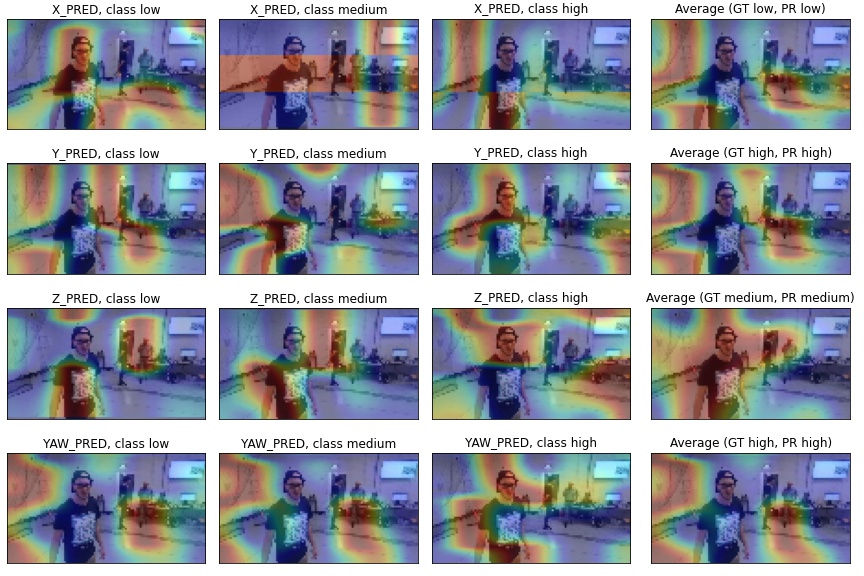 X_PRED, class low
X_PRED, class medium
X_PRED, class high
Average (GT low, PR low)
Y_PRED, class low
Y_PRED, class medium
Y_PRED, class high
Average (GT high, PR high)
Z_PRED, class low
Z_PRED, class medium
Z_PRED, class high
Average (GT medium, PR medium)
YAW_PRED, class low
YAW_PRED, class medium
YAW_PRED, class high
Average (GT high, PR high)